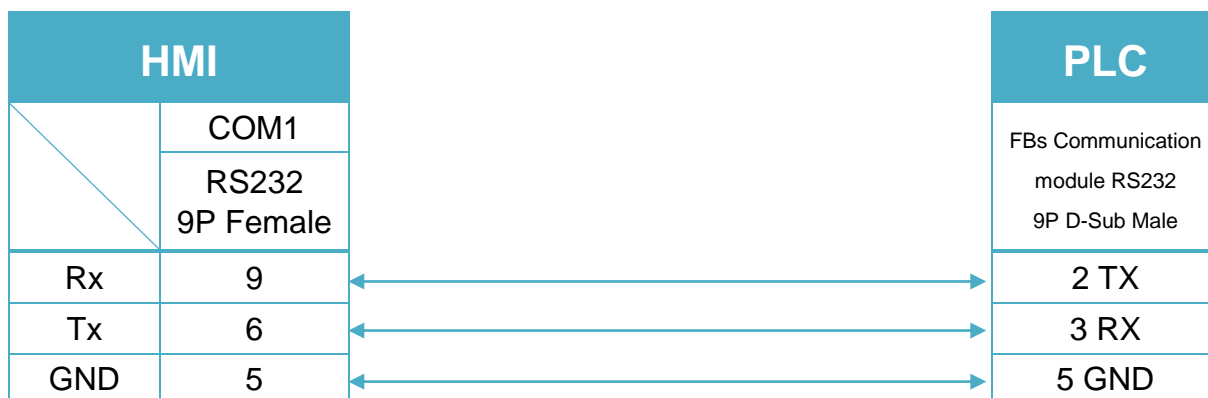 HMI
PLC
COM1
RS232
9P Female
FBs Communication
module RS232
9P D-Sub Male
Rx 9 2 TX
Tx 6 3 RX
GND 5 5 GND